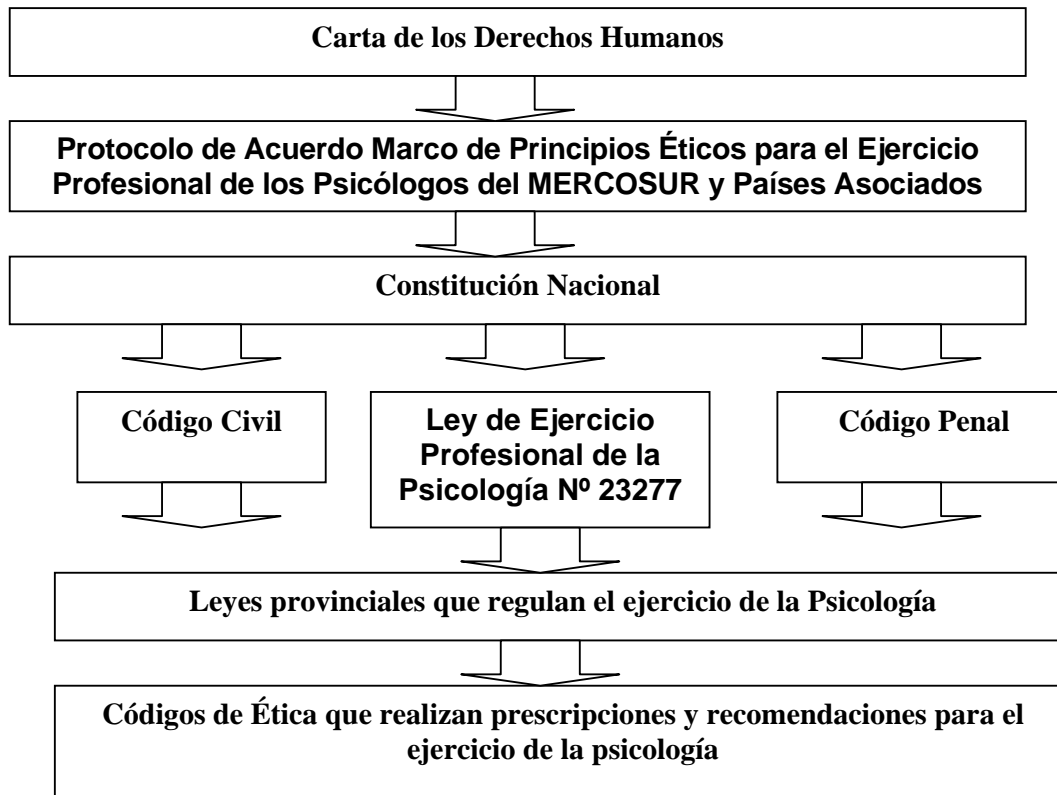 Carta de los Derechos Humanos
Protocolo de Acuerdo Marco de Principios Éticos para el Ejercicio
Profesional de los Psicólogos del MERCOSUR y Países Asociados
Constitución Nacional
Código Civil
Ley de Ejercicio
Profesional de la
Psicología Nº 23277
Código Penal
Leyes provinciales que regulan el ejercicio de la Psicología
Códigos de Ética que realizan prescripciones y recomendaciones para el
ejercicio de la psicología